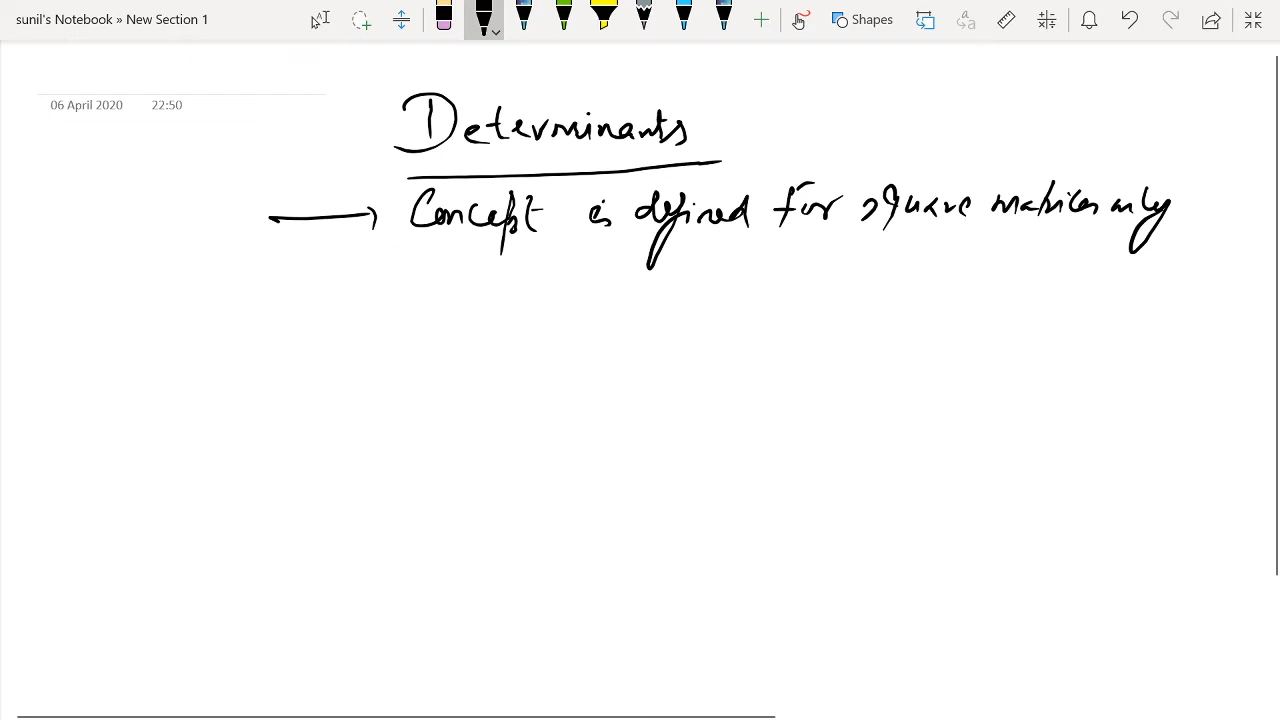 sunil's Notebook » New Section 1
Shapes
06 April 2020 22:50
Determinants
Concept is defined for square matrices only